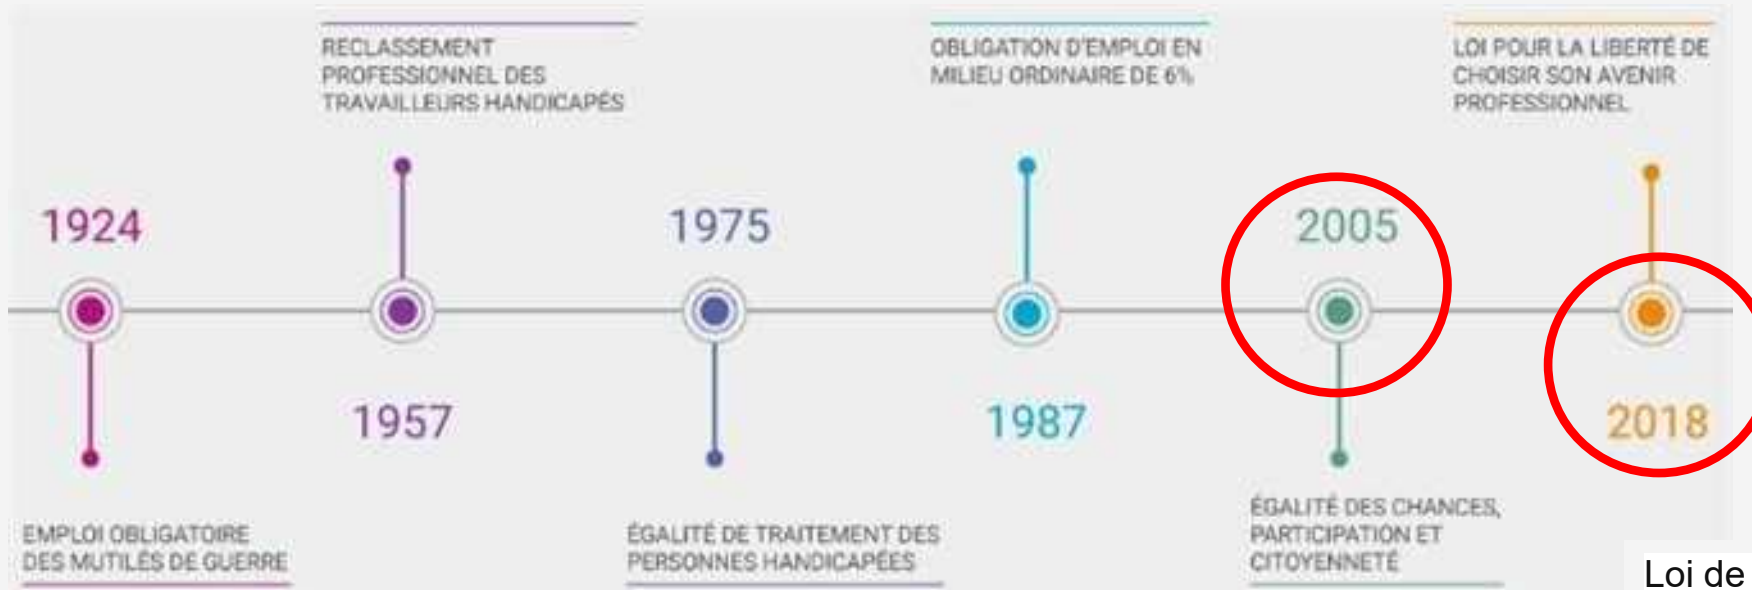 RECLASSEMENT
PROFESSIONNEL DES
TRAVAILLEURS HANDICAPÉS
OBLIGATION D'EMPLOI EN
MILIEU ORDINAIRE DE 6%
LOI POUR LA LIBERTÉ DE
CHOISIR SON AVENIR
PROFESSIONNEL
1924
1975
2005
1957
1987
2018
EMPLOI OBLIGATOIRE
DES MUTILÉS DE GUERRE
ÉGALITÉ DE TRAITEMENT DES
PERSONNES HANDICAPÉES
ÉGALITÉ DES CHANCES,
PARTICIPATION ET
CITOYENNETÉ
Loi de